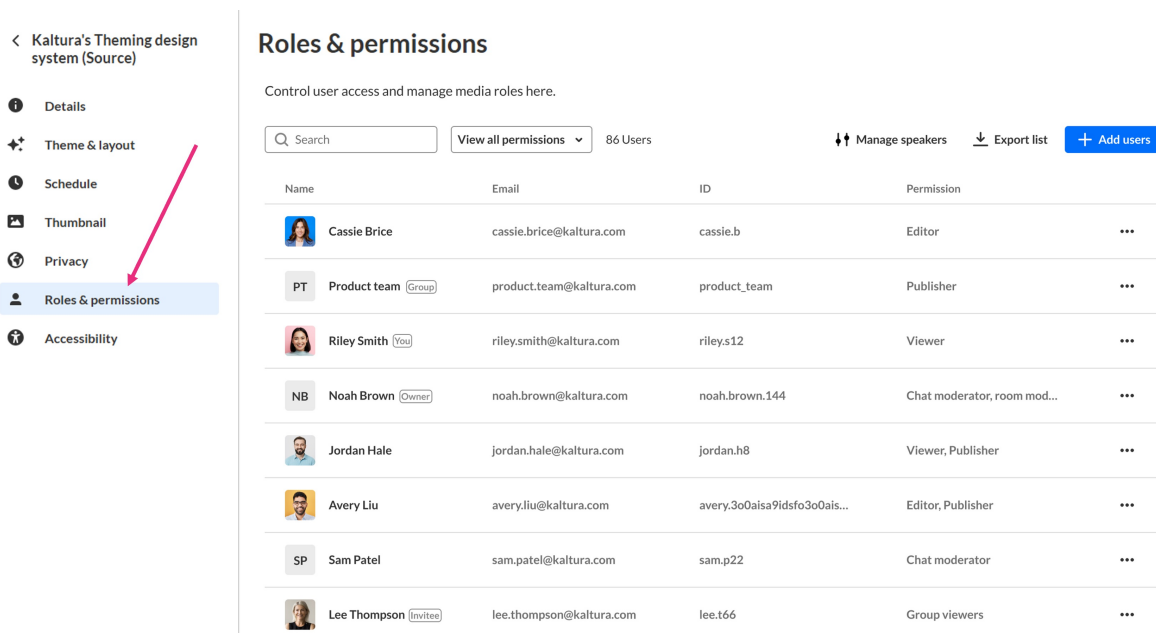 Kaltura's Theming design
system (Source)
Details
Theme & layout
Schedule
Thumbnail
Privacy
Roles & permissions
Accessibility
Roles & permissions
Control user access and manage media roles here.
Search View all permissions 86 Users Manage speakers Export list Add users
Name Email ID Permission
Cassie Brice cassie.brice@kaltura.com cassie.b Editor
PT Product team Group product.team@kaltura.com product_team Publisher
Riley Smith You riley.smith@kaltura.com riley.s12 Viewer
NB Noah Brown Owner noah.brown@kaltura.com noah.brown.144 Chat moderator, room mod...
Jordan Hale jordan.hale@kaltura.com jordan.h8 Viewer, Publisher
Avery Liu avery.liu@kaltura.com avery.3o0aisa9idsfo3o0ais... Editor, Publisher
SP Sam Patel sam.patel@kaltura.com sam.p22 Chat moderator
Lee Thompson Invitee lee.thompson@kaltura.com lee.t66 Group viewers